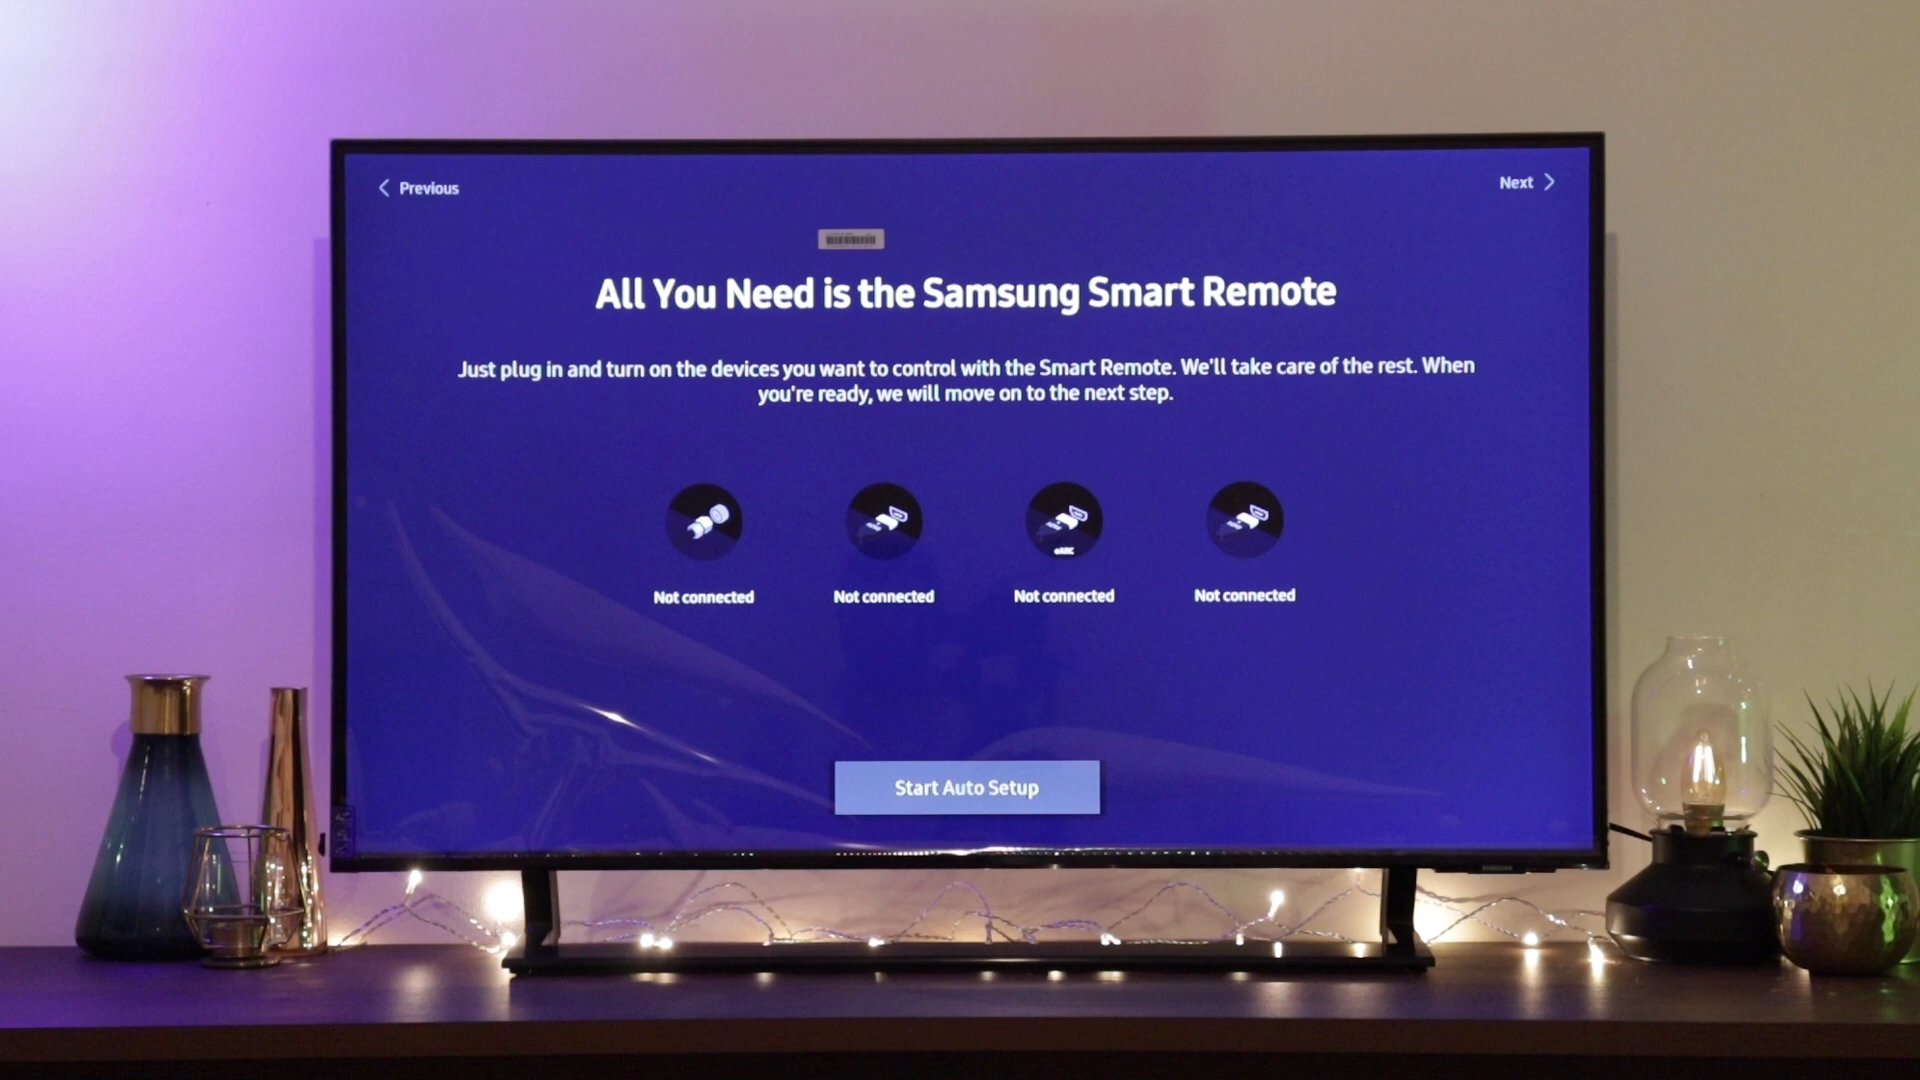 Previous
Next
All You Need is the Samsung Smart Remote
Just plug in and turn on the devices you want to control with the Smart Remote. We'll take care of the rest. When
you're ready, we will move on to the next step.
eARC
Not connected
Not connected
Not connected
Not connected
Start Auto Setup
SAMSUNG